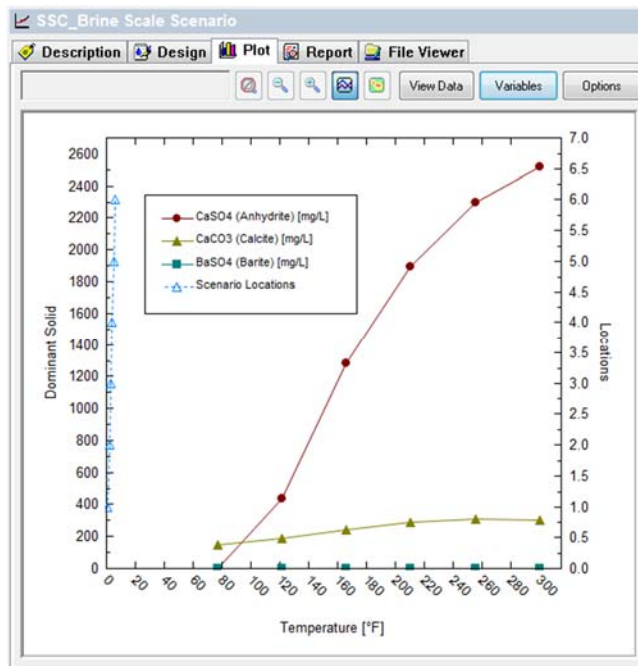 SSC_Brine Scale Scenario
Description Design Plot Report File Viewer
View Data Variables Options
2600 7.0
2400 6.5
2200 6.0
2000 5.5
1800 5.0
1600 4.5
1400 4.0
1200 3.5
1000 3.0
800 2.5
600 2.0
400 1.5
200 1.0
0 0.5
0.0
Dominant Solid
CaSO4 (Anhydrite) [mg/L]
CaCO3 (Calcite) [mg/L]
BaSO4 (Barite) [mg/L]
Scenario Locations
Locations
0 20 40 60 80 100 120 140 160 180 200 220 240 260 280 300
Temperature [°F]